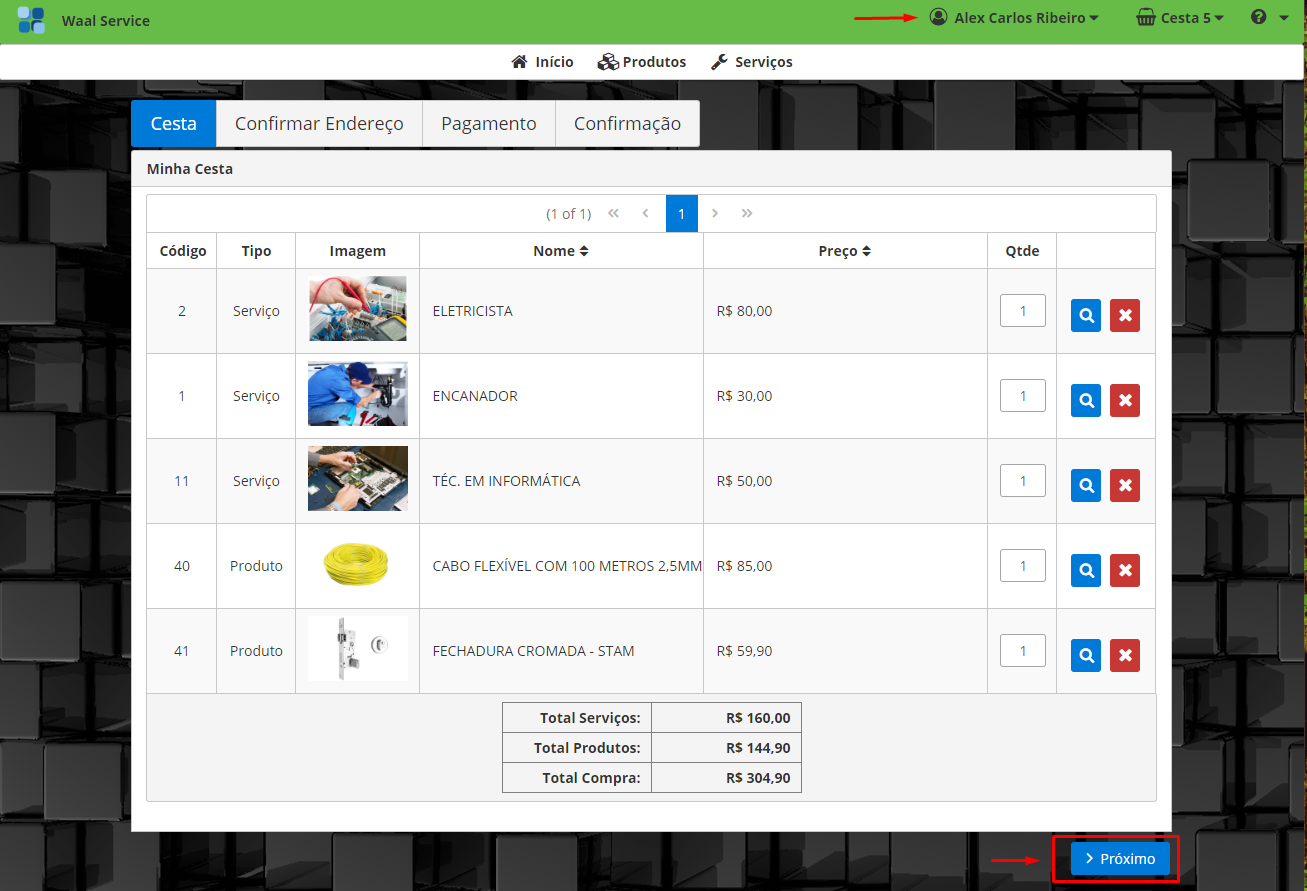 Waal Service
Alex Carlos Ribeiro
Cesta 5
Início
Produtos
Serviços
Cesta
Confirmar Endereço
Pagamento
Confirmação
Minha Cesta
(1 of 1) 1
Código Tipo Imagem Nome Preço Qtde
2 Serviço ELETRICISTA R$ 80,00 1
1 Serviço ENCANADOR R$ 30,00 1
11 Serviço TÉC. EM INFORMÁTICA R$ 50,00 1
40 Produto CABO FLEXÍVEL COM 100 METROS 2,5MM R$ 85,00 1
41 Produto FECHADURA CROMADA - STAM R$ 59,90 1
Total Serviços: R$ 160,00
Total Produtos: R$ 144,90
Total Compra: R$ 304,90
Próximo